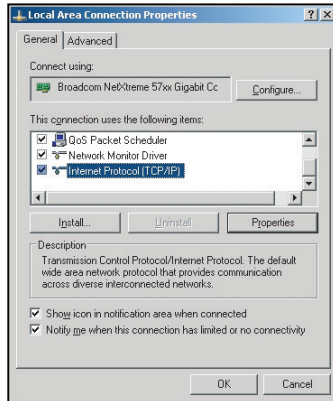 Local Area Connection Properties
General Advanced
Connect using:
Broadcom NetXtreme 57xx Gigabit Cc
Configure...
This connection uses the following items:
QoS Packet Scheduler
Network Monitor Driver
Internet Protocol (TCP/IP)
Install... Uninstall Properties
Description
Transmission Control Protocol/Internet Protocol. The default
wide area network protocol that provides communication
across diverse interconnected networks.
Show icon in notification area when connected
Notify me when this connection has limited or no connectivity
OK Cancel